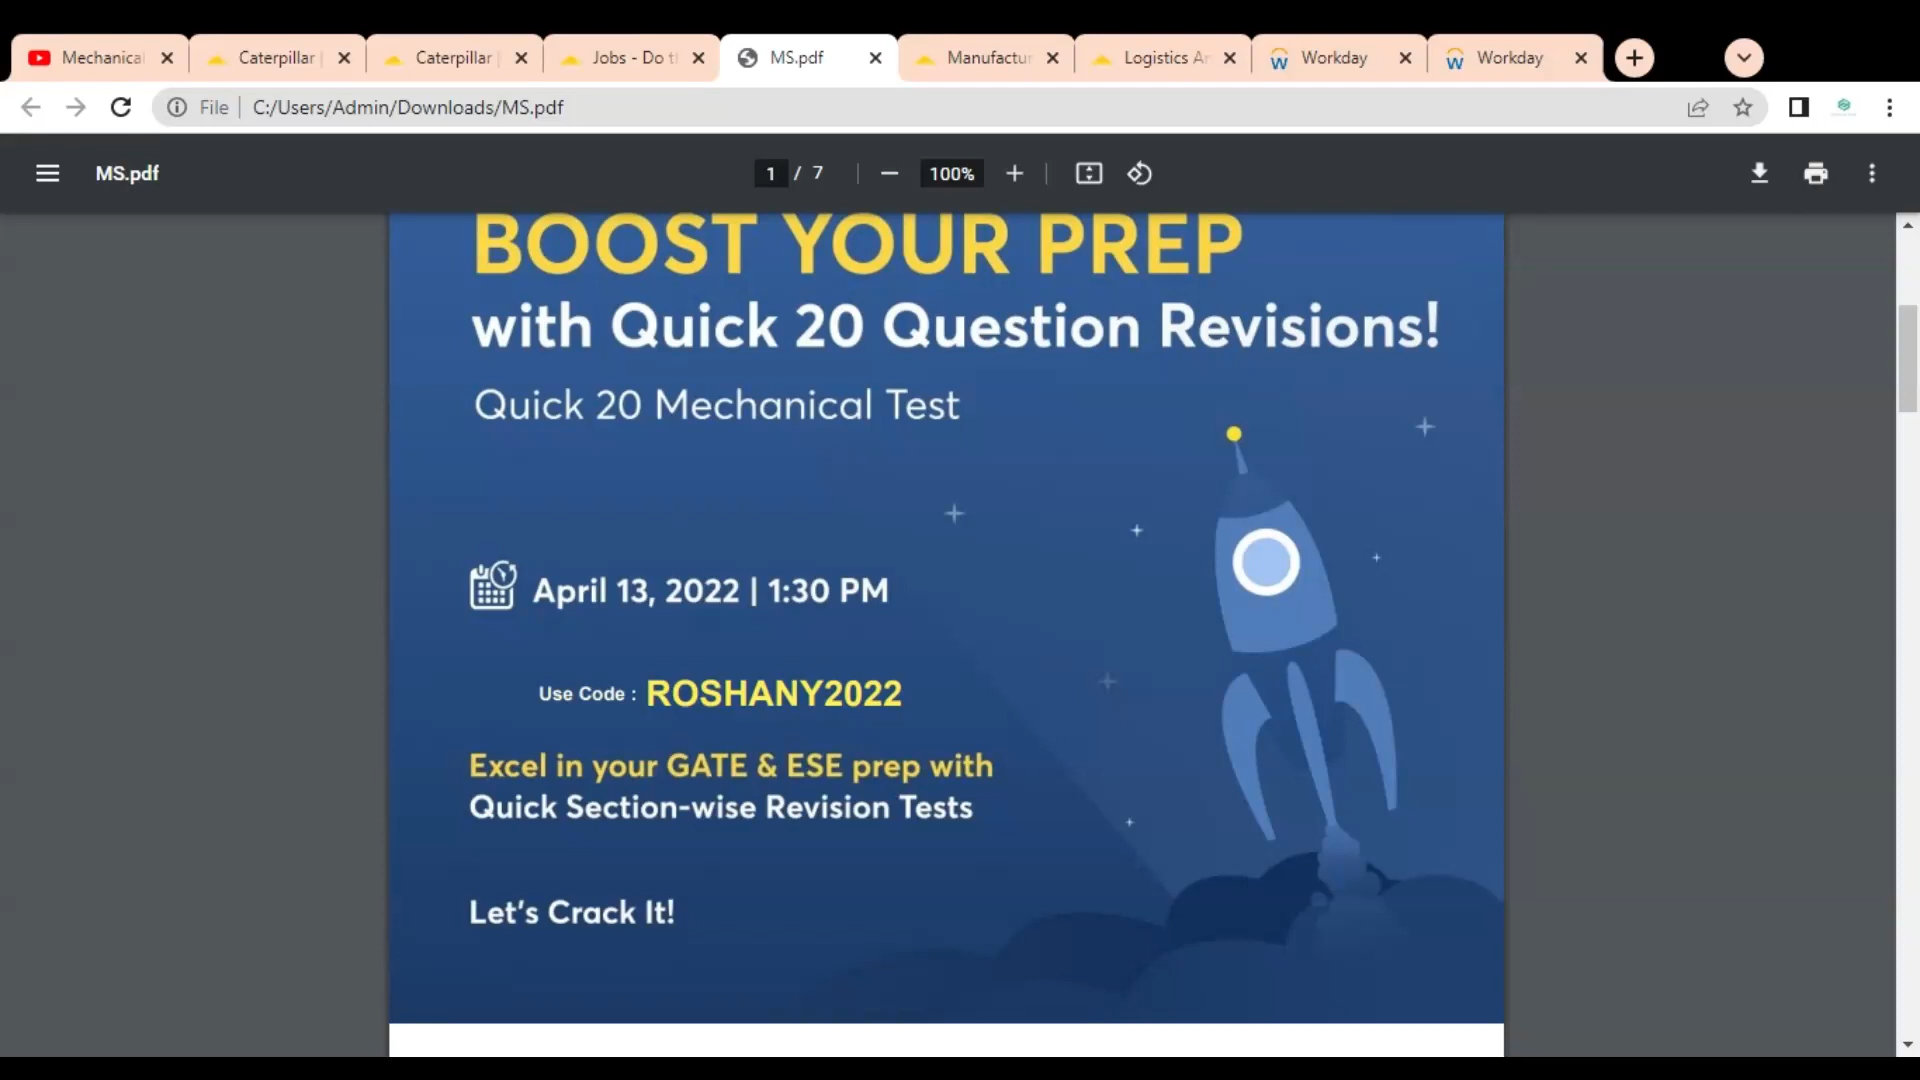 Mechanical
Caterpillar |
Caterpillar |
Jobs - Do th
MS.pdf
Manufactur
Logistics An
Workday
Workday
File
C:/Users/Admin/Downloads/MS.pdf
MS.pdf
1 / 7
100%
BOOST YOUR PREP
with Quick 20 Question Revisions!
Quick 20 Mechanical Test
April 13, 2022 | 1:30 PM
Use Code : ROSHANY2022
Excel in your GATE & ESE prep with
Quick Section-wise Revision Tests
Let's Crack It!